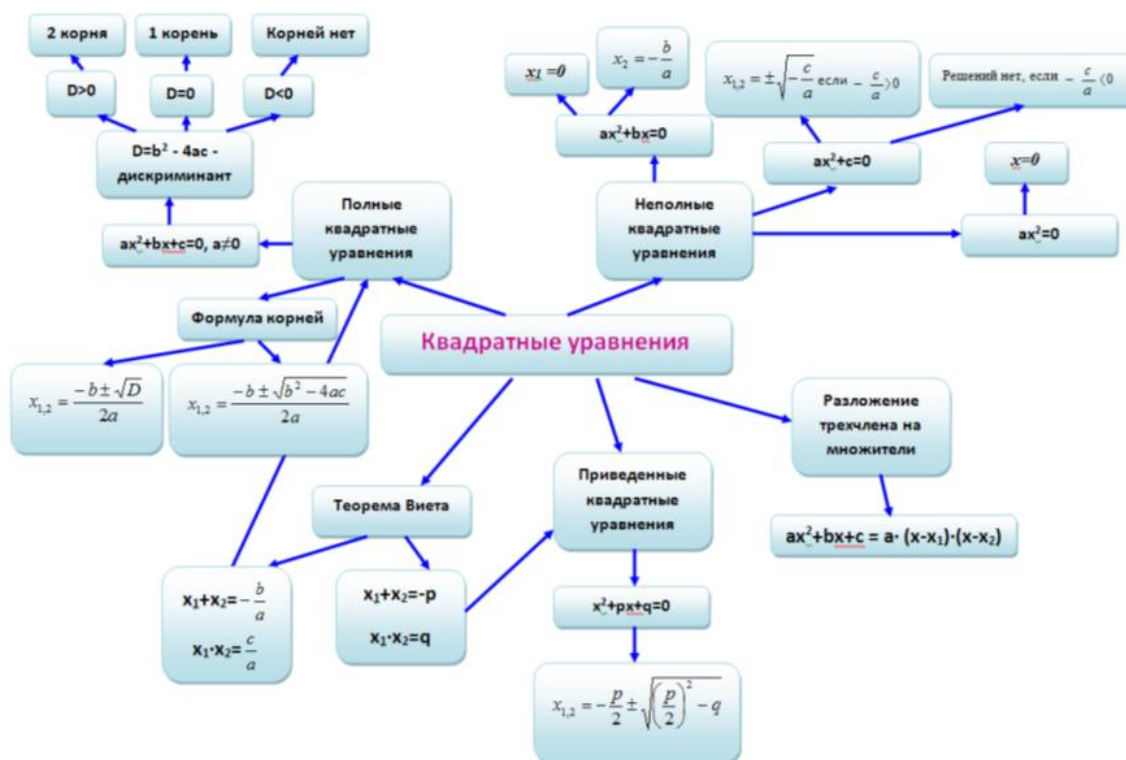 2 корня
1 корень
Корней нет
D>0
D=0
D<0
D=b² - 4ac -
дискриминант
ax²+bx+c=0, a≠0
Полные
квадратные
уравнения
Формула корней
x₁,₂ = (-b ± √D) / 2a
x₁,₂ = (-b ± √(b² - 4ac)) / 2a
x₁ =0
x₂ = -b/a
x₁,₂ = ±√(-c/a) если - c/a ⟩0
Решений нет, если - c/a ⟨0
ax²+bx=0
ax²+c=0
x=0
ax²=0
Неполные
квадратные
уравнения
Квадратные уравнения
Разложение
трехчлена на
множители
ax²+bx+c = a· (x-x₁)·(x-x₂)
Теорема Виета
x₁+x₂=-b/a
x₁·x₂=c/a
x₁+x₂=-p
x₁·x₂=q
Приведенные
квадратные
уравнения
x²+px+q=0
x₁,₂ = -p/2 ± √((p/2)² - q)